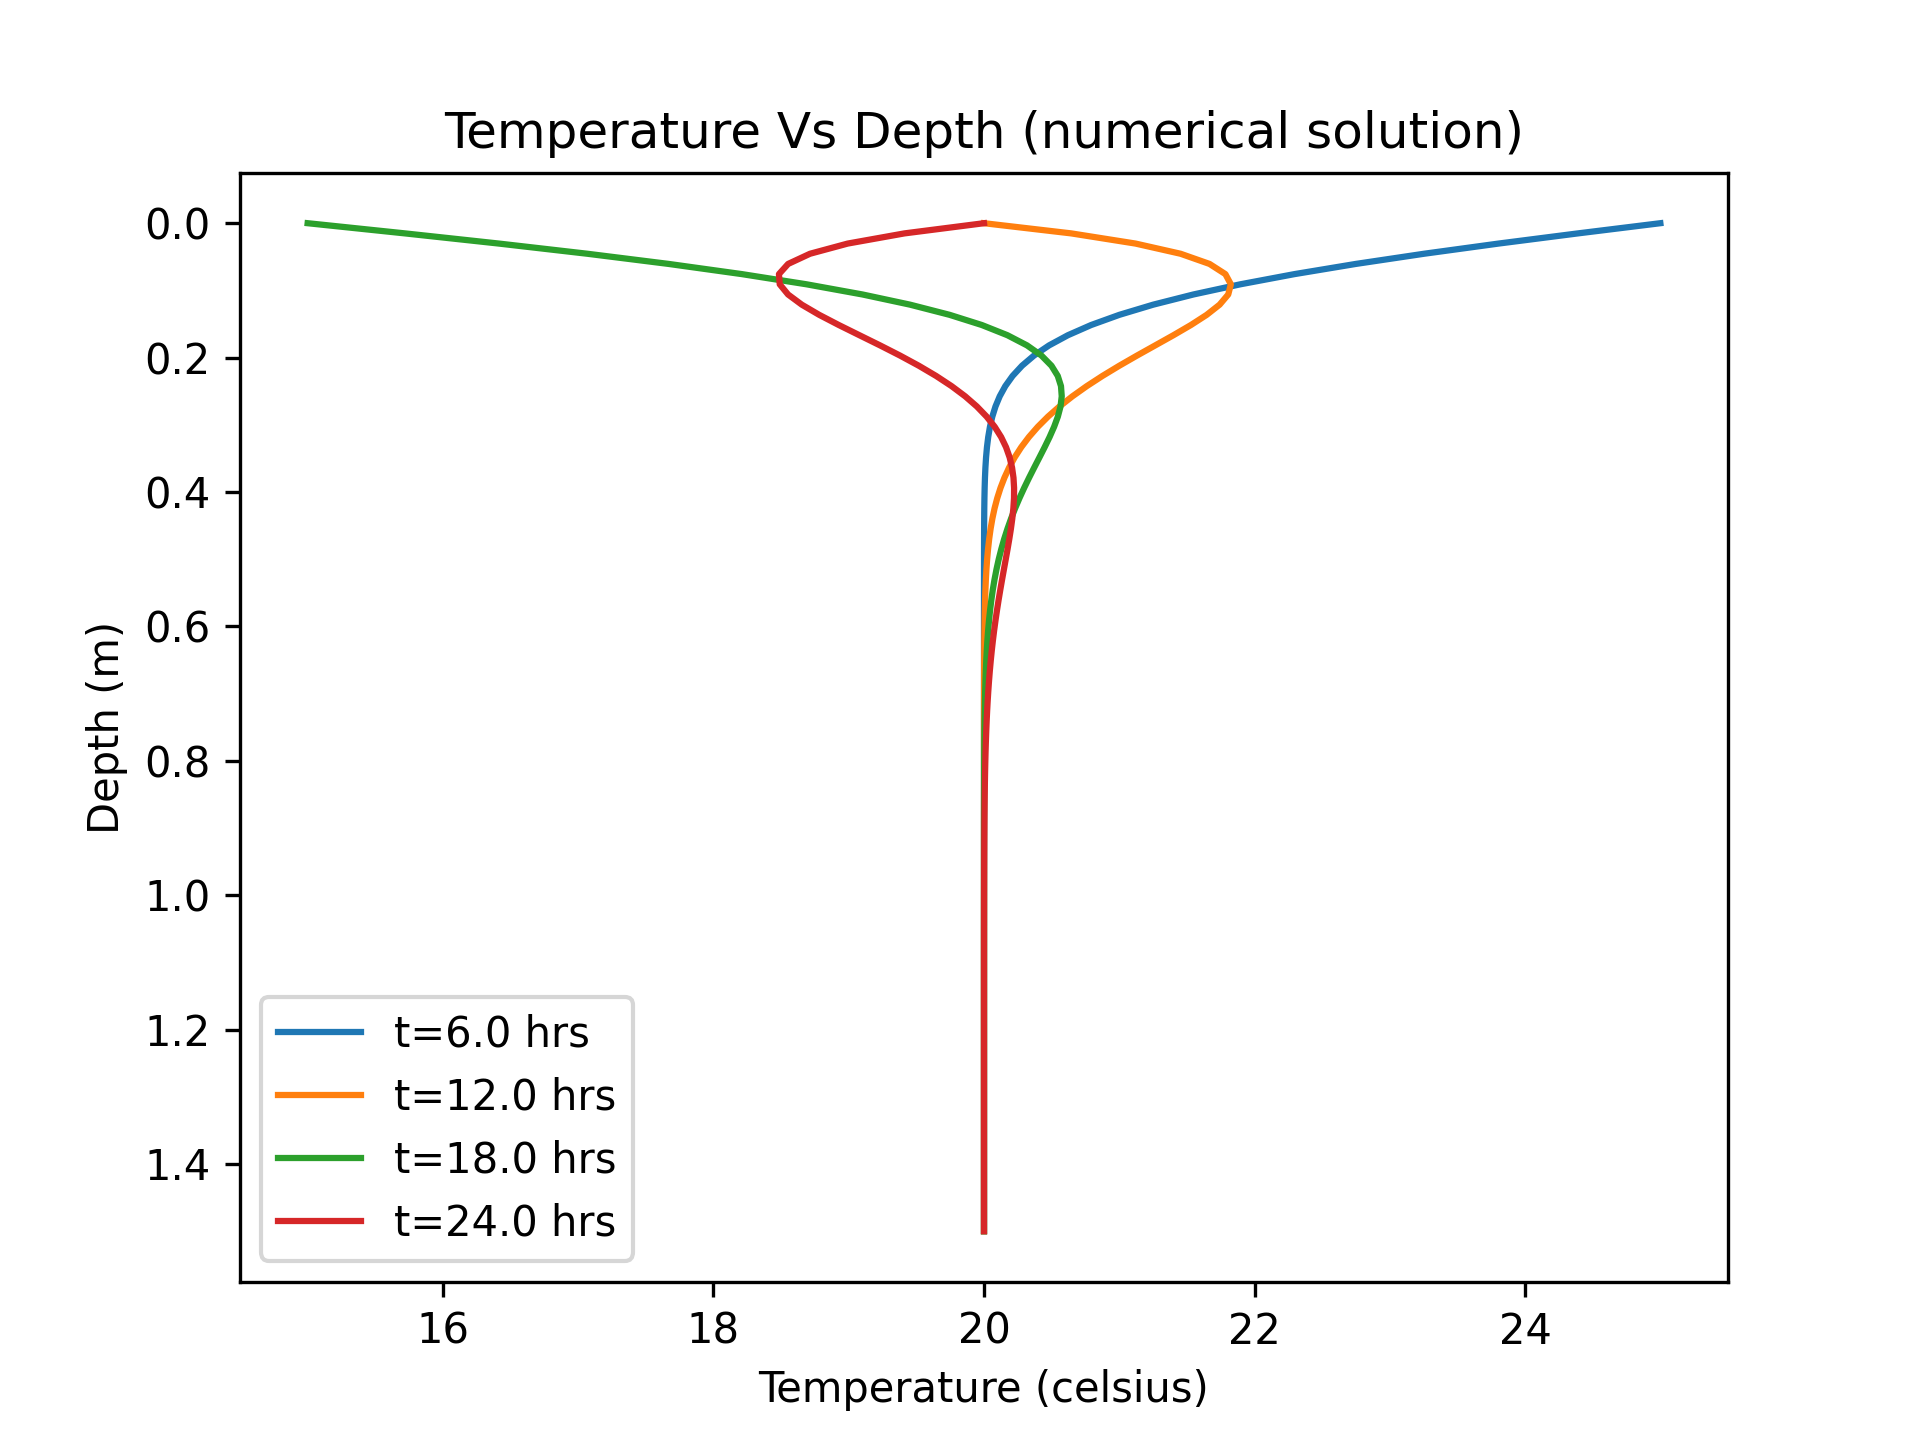 Temperature Vs Depth (numerical solution)
0.0
0.2
0.4
0.6
0.8
1.0
1.2
1.4
Depth (m)
t=6.0 hrs
t=12.0 hrs
t=18.0 hrs
t=24.0 hrs
16 18 20 22 24
Temperature (celsius)